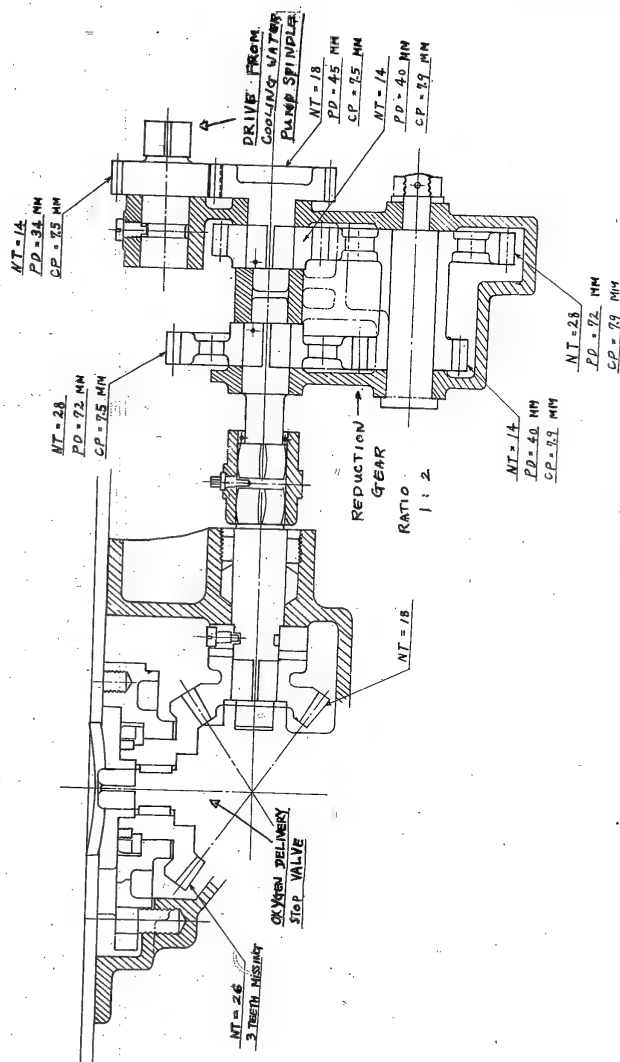 NT = 14
PD = 34 MM
CP = 7.5 MM
DRIVE FROM
COOLING WATER
PUMP SPINDLE
NT = 18
PD = 45 MM
CP = 7.5 MM
NT = 14
PD = 40 MM
CP = 7.9 MM
NT = 28
PD = 72 MM
CP = 7.5 MM
REDUCTION
GEAR
RATIO
1 : 2
NT = 28
PD = 72 MM
CP = 7.9 MM
NT = 14
PD = 40 MM
CP = 7.9 MM
NT = 18
OXYGEN DELIVERY
STOP VALVE
NT = 26
3 TEETH MISSING